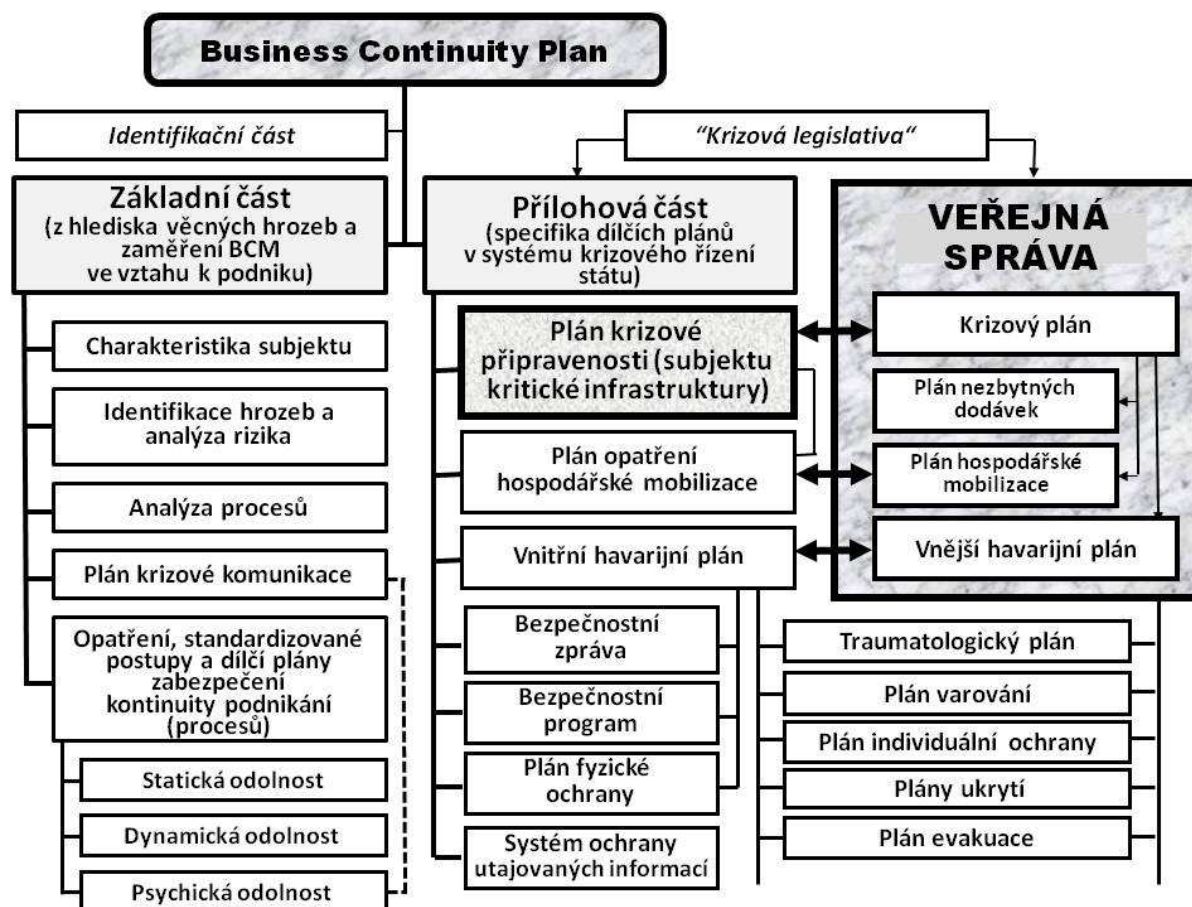 Business Continuity Plan
Identifikační část
“Krizová legislativa“
Základní část
(z hlediska věcných hrozeb a
zaměření BCM
ve vztahu k podniku)
Charakteristika subjektu
Identifikace hrozeb a
analýza rizika
Analýza procesů
Plán krizové komunikace
Opatření, standardizované
postupy a dílčí plány
zabezpečení
kontinuity podnikání
(procesů)
Statická odolnost
Dynamická odolnost
Psychická odolnost
Přílohová část
(specifika dílčích plánů
v systému krizového řízení
státu)
Plán krizové
připravenosti (subjektu
kritické infrastruktury)
Plán opatření
hospodářské mobilizace
Vnitřní havarijní plán
Bezpečnostní
zpráva
Bezpečnostní
program
Plán fyzické
ochrany
Systém ochrany
utajovaných informací
VEŘEJNÁ
SPRÁVA
Krizový plán
Plán nezbytných
dodávek
Plán hospodářské
mobilizace
Vnější havarijní plán
Traumatologický plán
Plán varování
Plán individuální ochrany
Plány ukrytí
Plán evakuace